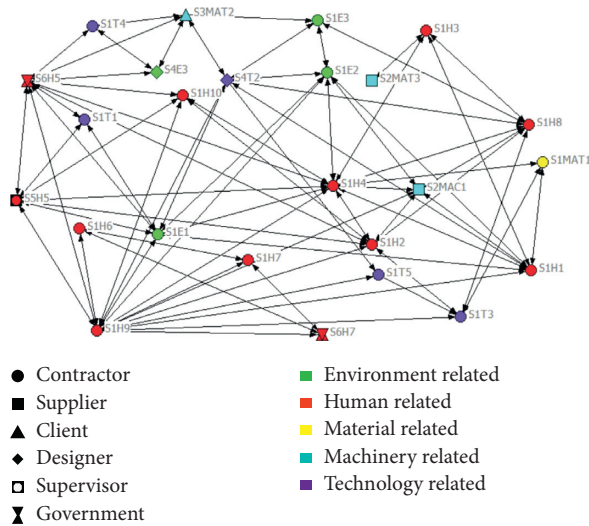 S1T4
S3MAT2
S1E3
S1H3
S6H5
S4E3
S4T2
S1E2
S2MAT3
S1H10
S1T1
S1H8
S1MAT1
S1H4
S2MAC1
S5H5
S1H6
S1E1
S1H2
S1H7
S1T5
S1H1
S1T3
S1H9
S6H7
Contractor
Supplier
Client
Designer
Supervisor
Government
Environment related
Human related
Material related
Machinery related
Technology related